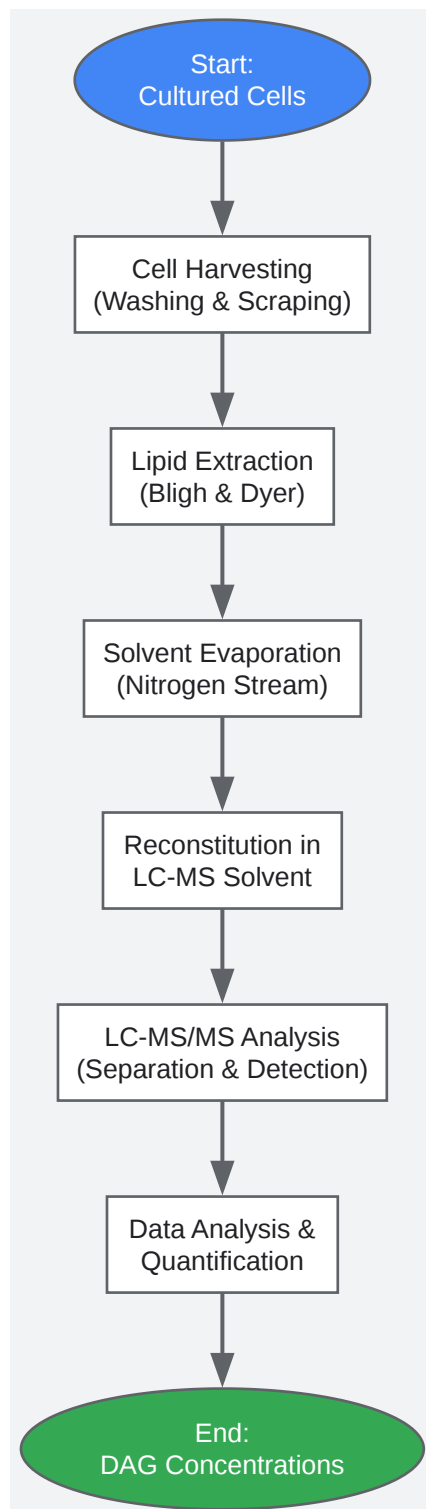 Start:
Cultured Cells
Cell Harvesting
(Washing & Scraping)
Lipid Extraction
(Bligh & Dyer)
Solvent Evaporation
(Nitrogen Stream)
Reconstitution in
LC-MS Solvent
LC-MS/MS Analysis
(Separation & Detection)
Data Analysis &
Quantification
End:
DAG Concentrations